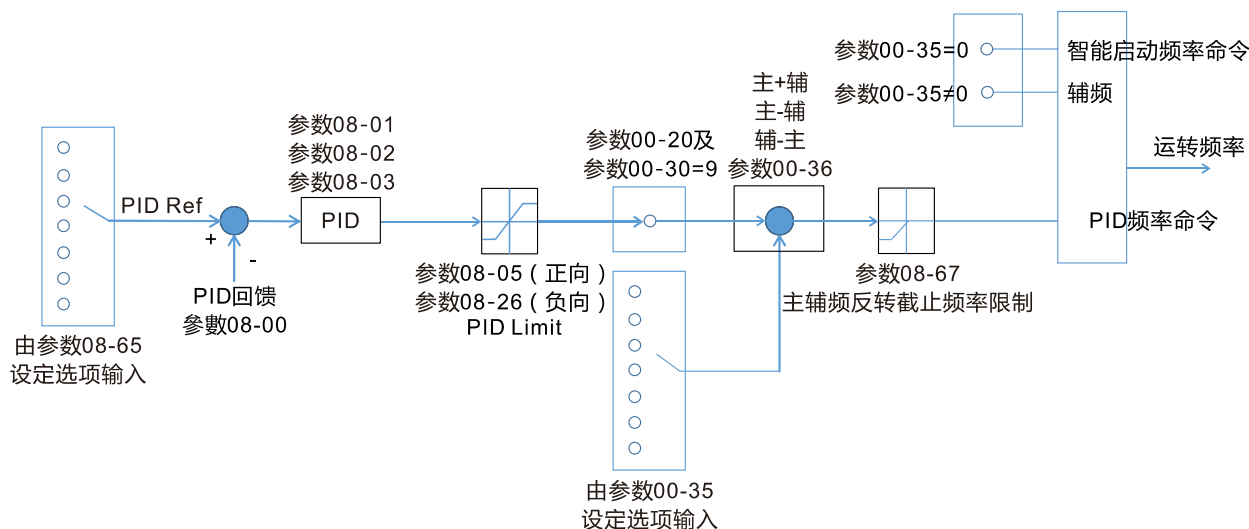 参数00-35=0
智能启动频率命令
参数00-35≠0
辅频
主+辅
主-辅
辅-主
参数00-36
参数08-01
参数08-02
参数08-03
参数00-20及
参数00-30=9
运转频率
PID Ref
+
-
PID
PID频率命令
PID回馈
参數08-00
参数08-05（正向）
参数08-26（负向）
PID Limit
参数08-67
主辅频反转截止频率限制
由参数08-65
设定选项输入
由参数00-35
设定选项输入